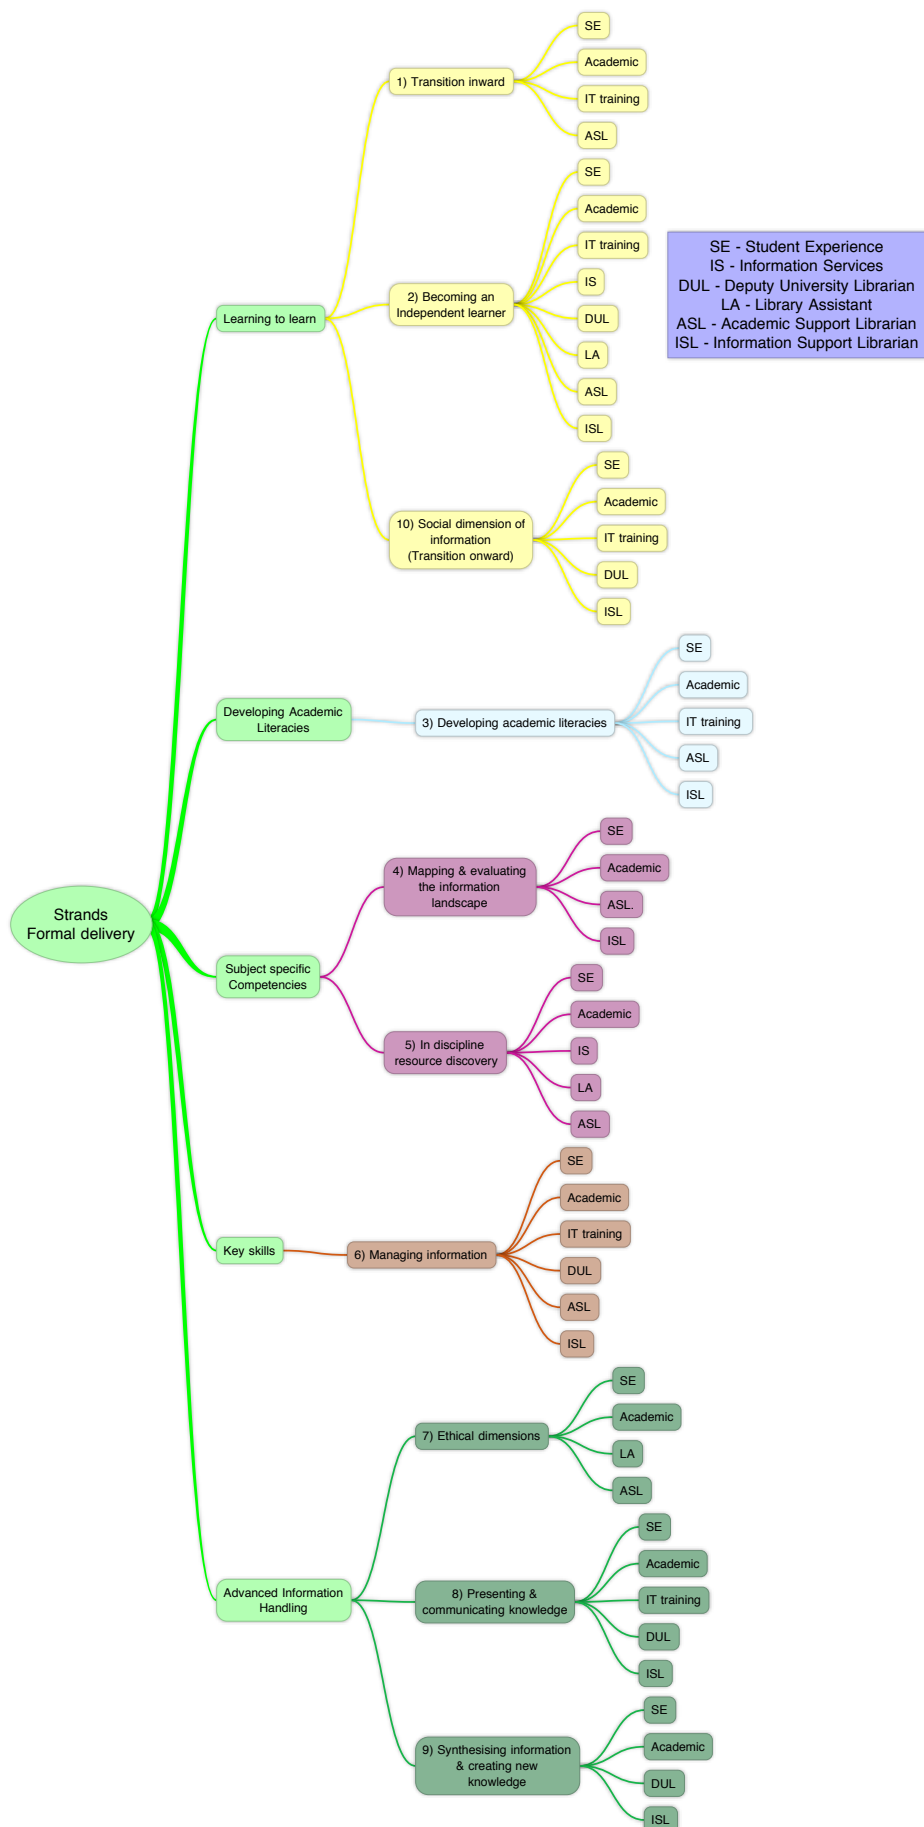 Strands
Formal delivery
Learning to learn
1) Transition inward
SE
Academic
IT training
ASL
2) Becoming an
Independent learner
SE
Academic
IT training
IS
DUL
LA
ASL
ISL
10) Social dimension of
information
(Transition onward)
SE
Academic
IT training
DUL
ISL
SE - Student Experience
IS - Information Services
DUL - Deputy University Librarian
LA - Library Assistant
ASL - Academic Support Librarian
ISL - Information Support Librarian
Developing Academic
Literacies
3) Developing academic literacies
SE
Academic
IT training
ASL
ISL
Subject specific
Competencies
4) Mapping & evaluating
the information
landscape
SE
Academic
ASL.
ISL
5) In discipline
resource discovery
SE
Academic
IS
LA
ASL
Key skills
6) Managing information
SE
Academic
IT training
DUL
ASL
ISL
Advanced Information
Handling
7) Ethical dimensions
SE
Academic
LA
ASL
8) Presenting &
communicating knowledge
SE
Academic
IT training
DUL
ISL
9) Synthesising information
& creating new
knowledge
SE
Academic
DUL
ISL